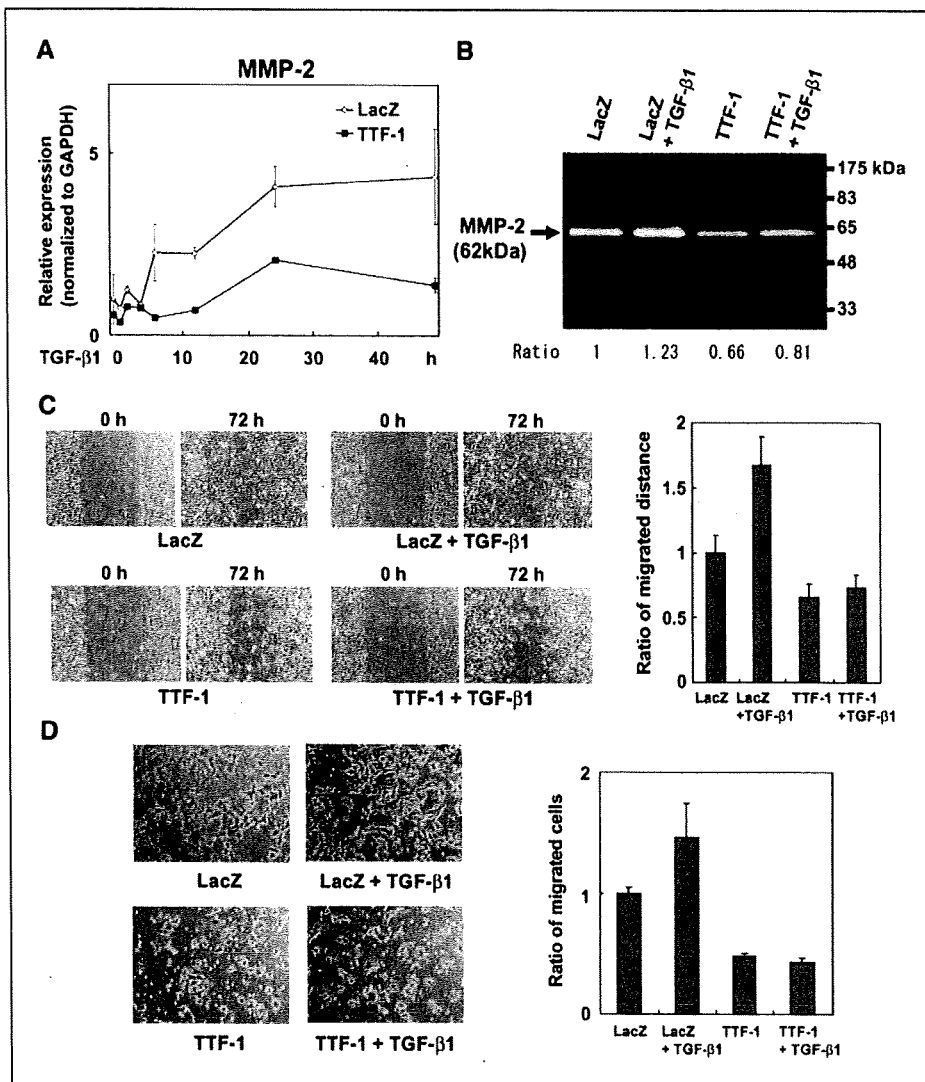 A
MMP-2
Relative expression
(normalized to GAPDH)
LacZ
TTF-1
5
0
TGF-β1 0 10 20 30 40 h
B
LacZ
LacZ
+ TGF-β1
TTF-1
TTF-1
+ TGF-β1
MMP-2
(62kDa)
175 kDa
83
65
48
33
Ratio 1 1.23 0.66 0.81
C
0 h 72 h 0 h 72 h
LacZ LacZ + TGF-β1
0 h 72 h 0 h 72 h
TTF-1 TTF-1 + TGF-β1
Ratio of migrated distance
2
1.5
1
0.5
0
LacZ
LacZ
+TGF-β1
TTF-1
TTF-1
+TGF-β1
D
LacZ LacZ + TGF-β1
TTF-1 TTF-1 + TGF-β1
Ratio of migrated cells
2
1
0
LacZ
LacZ
+ TGF-β1
TTF-1
TTF-1
+ TGF-β1